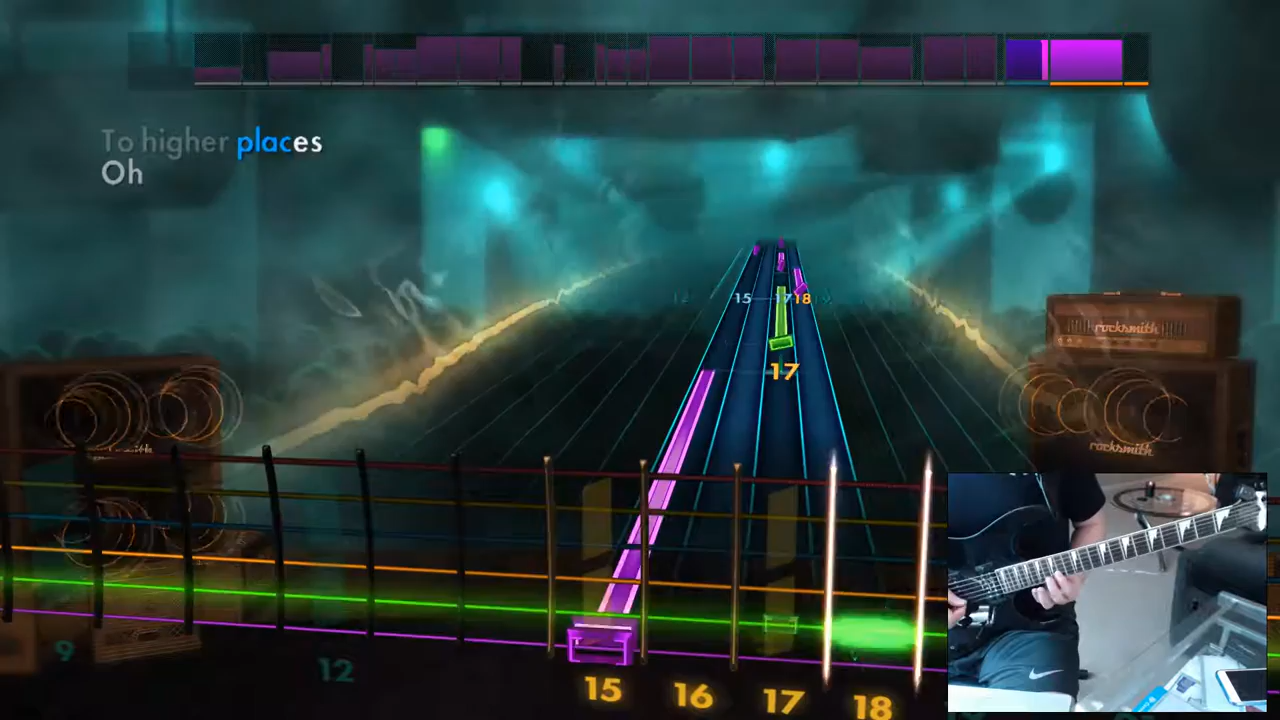 To higher places
Oh
15 17 18
17
rocksmith
rocksmith
9 12 15 16 17 18